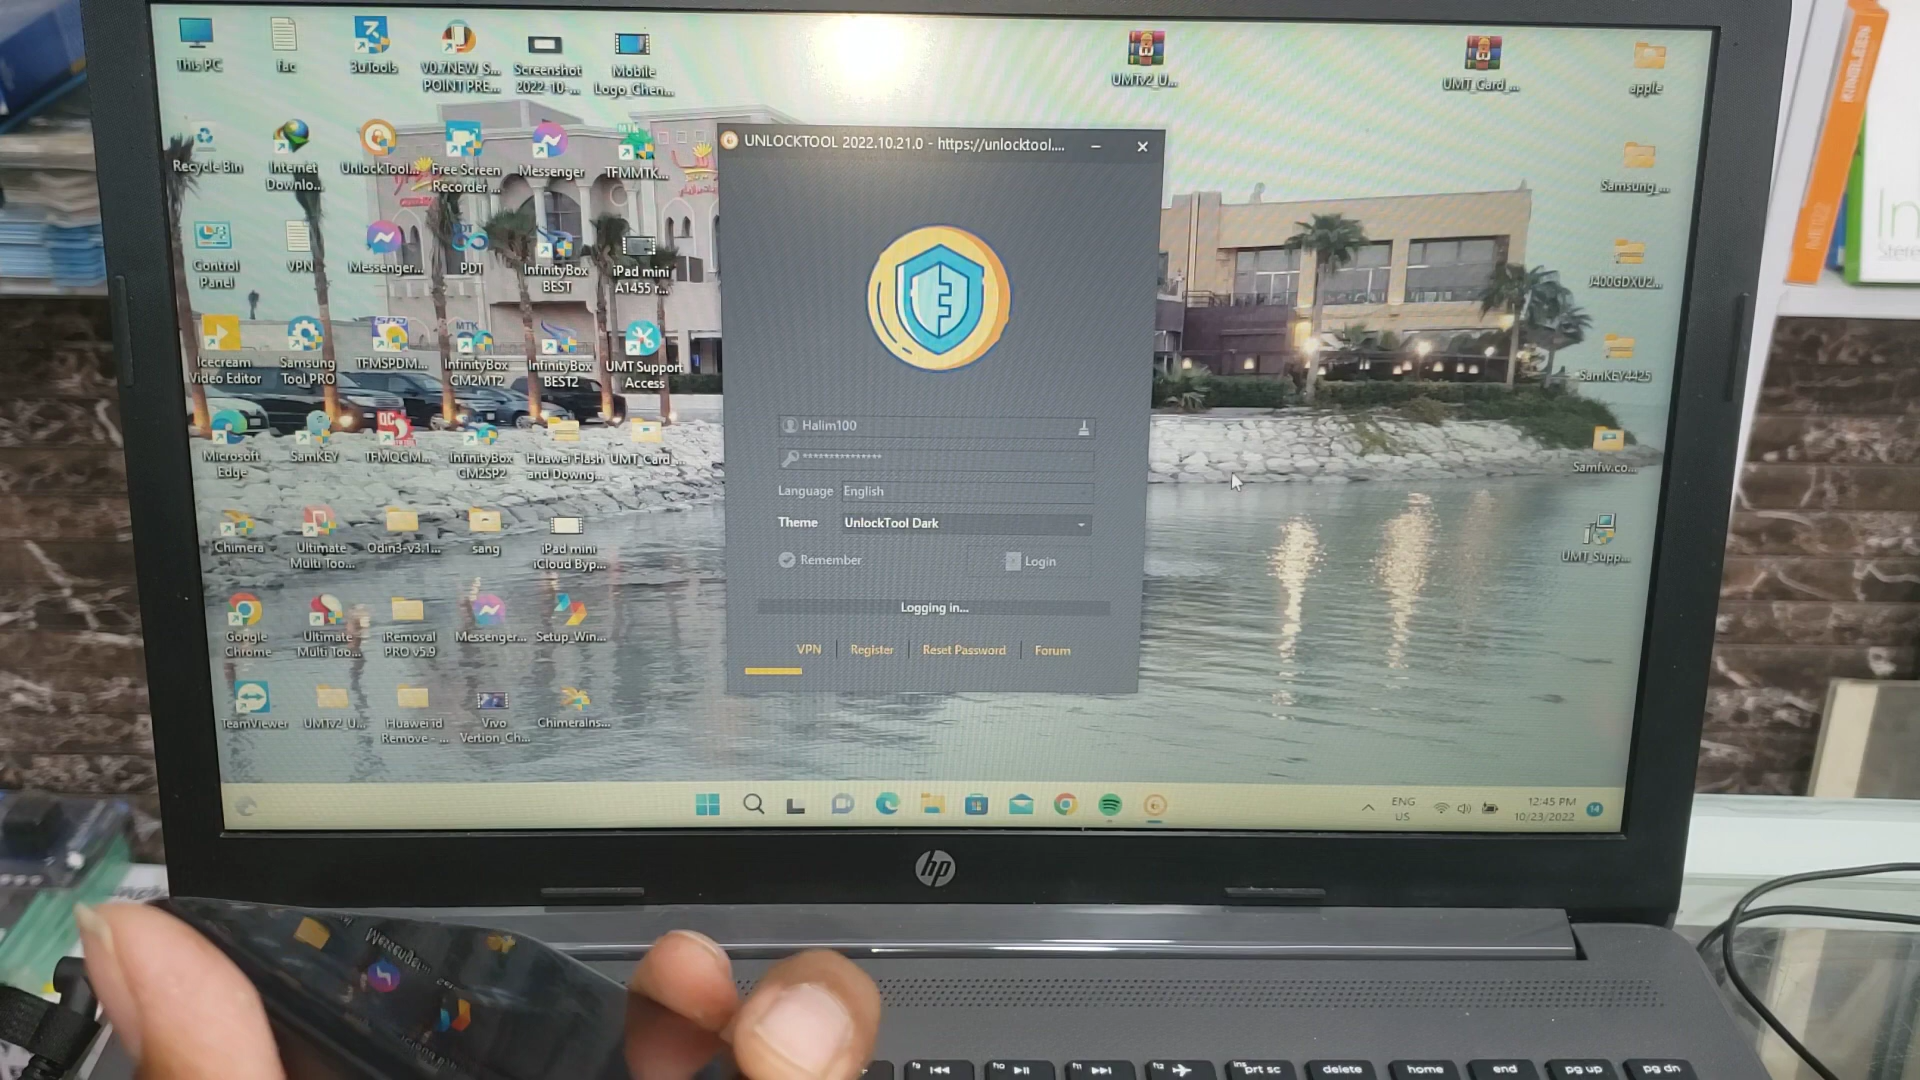 This PC
fac
3uTools
V0.7NEW_S...
POINT PRE...
Screenshot
2022-10-...
Mobile
Logo_Chen...
UMTv2_U...
UMT_Card_...
apple
Recycle Bin
Internet
Downlo...
UnlockTool...
Free Screen
Recorder ...
Messenger
TFMMTK...
Samsung_...
Control
Panel
VPN
Messenger...
PDT
InfinityBox
BEST
iPad mini
A1455 r...
J400GDXU2...
Icecream
Video Editor
Samsung
Tool PRO
TFMSPDM...
InfinityBox
CM2MT2
InfinityBox
BEST2
UMT Support
Access
SamKEY4425
Microsoft
Edge
SamKEY
TFMQCM...
InfinityBox
CM2SP2
Huawei Flash
and Downg...
UMT_Card...
Samfw.co...
Chimera
Ultimate
Multi Too...
Odin3-v3.1...
sang
iPad mini
iCloud Byp...
UMT_Supp...
Google
Chrome
Ultimate
Multi Too...
iRemoval
PRO v5.9
Messenger...
Setup_Win...
TeamViewer
UMTv2_U...
Huawei id
Remove - ...
Vivo
Vertion_Ch...
ChimeraIns...
UNLOCKTOOL 2022.10.21.0 - https://unlocktool....
Halim100
***************
Language English
Theme UnlockTool Dark
Remember Login
Logging in...
VPN Register Reset Password Forum
ENG
US
12:45 PM
10/23/2022
14
hp
prt sc delete home end pg up pg dn